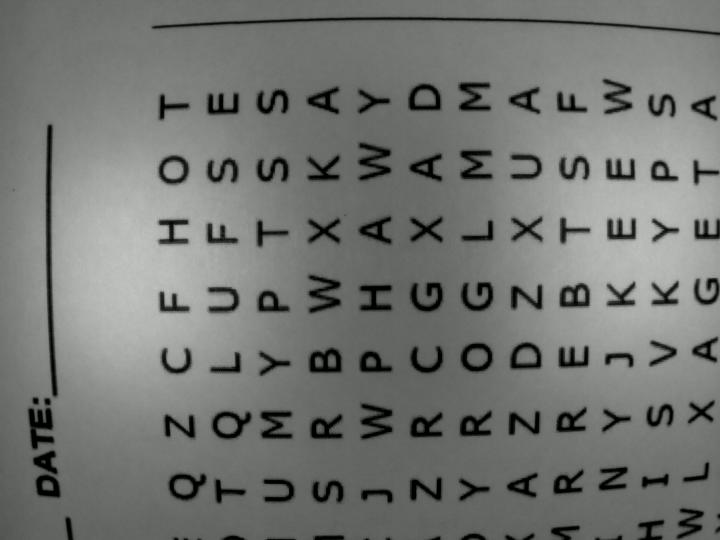 DATE:
Q Z C F H O T
T Q L U F S E
U M Y P T S S
S R B W X K A
J W P H A W Y
Z R C G X A D
Y R O G L M M
A Z D Z X U A
R R E B T S F
N Y J K E E W
H I S V K Y P S
W L X A G E T A